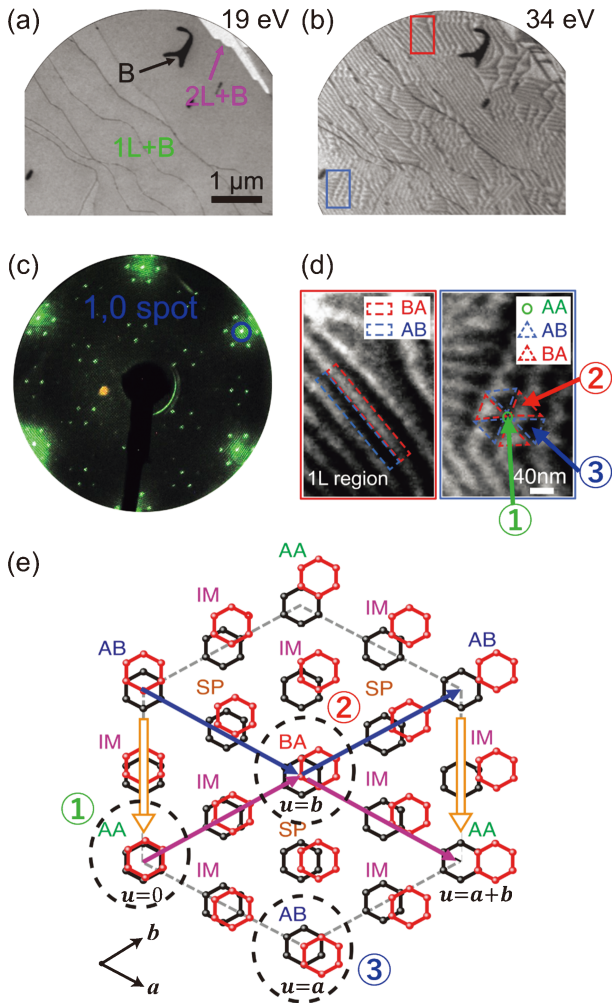 (a)
19 eV
B
2L+B
1L+B
1 μm
(b)
34 eV
(c)
1,0 spot
(d)
BA
AB
1L region
AA
AB
BA
②
③
40nm
①
(e)
AA
IM
IM
AB
IM
AB
SP
②
SP
IM
BA
IM
①
u=b
AA
IM
IM
AA
SP
u=0
IM
IM
u=a+b
AB
b
a
u=a
③